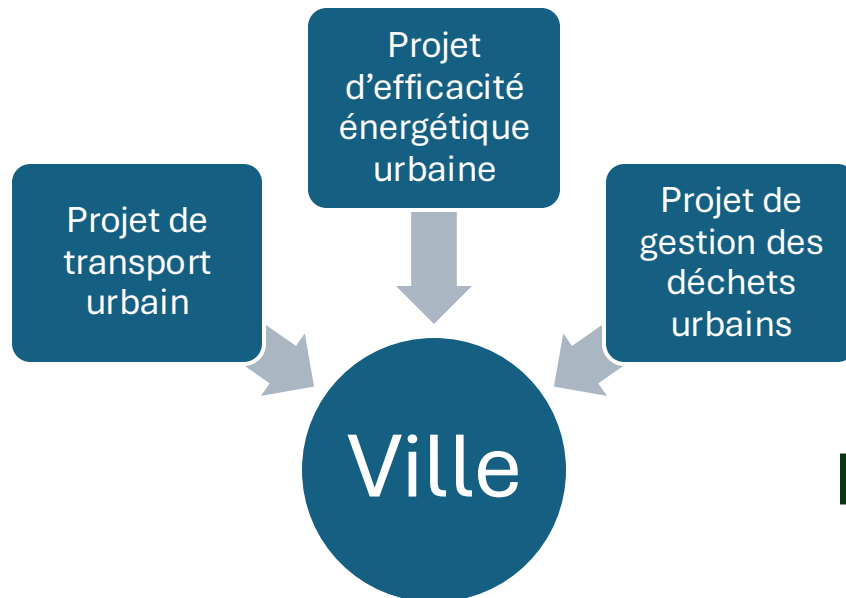 Projet
d’efficacité
énergétique
urbaine
Projet de
transport
urbain
Projet de
gestion des
déchets
urbains
Ville